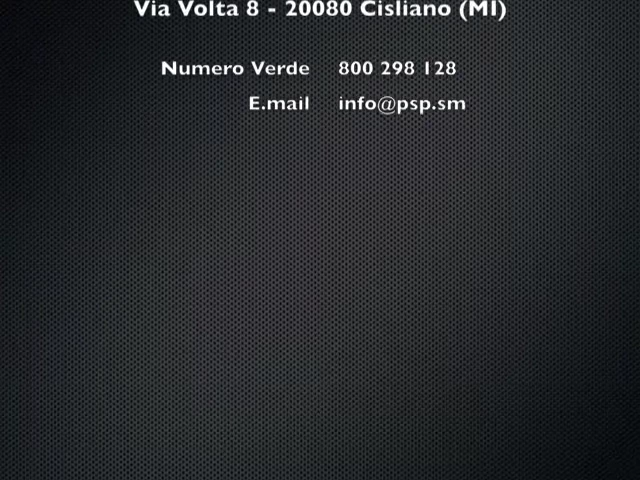 Via Volta 8 - 20080 Cisliano (MI)
Numero Verde 800 298 128
E.mail info@psp.sm